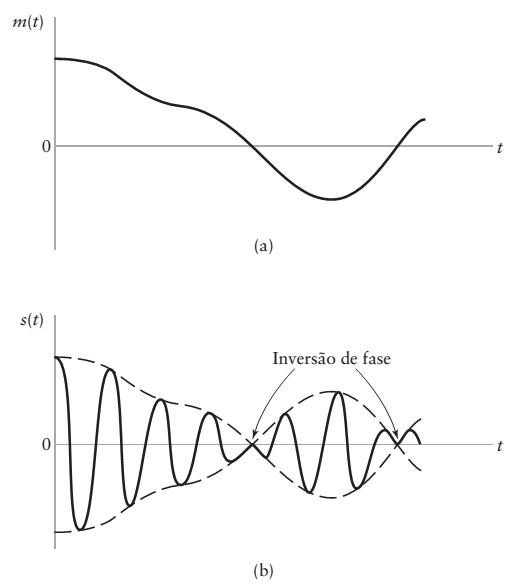 m(t)
0
t
(a)
s(t)
Inversão de fase
0
t
(b)